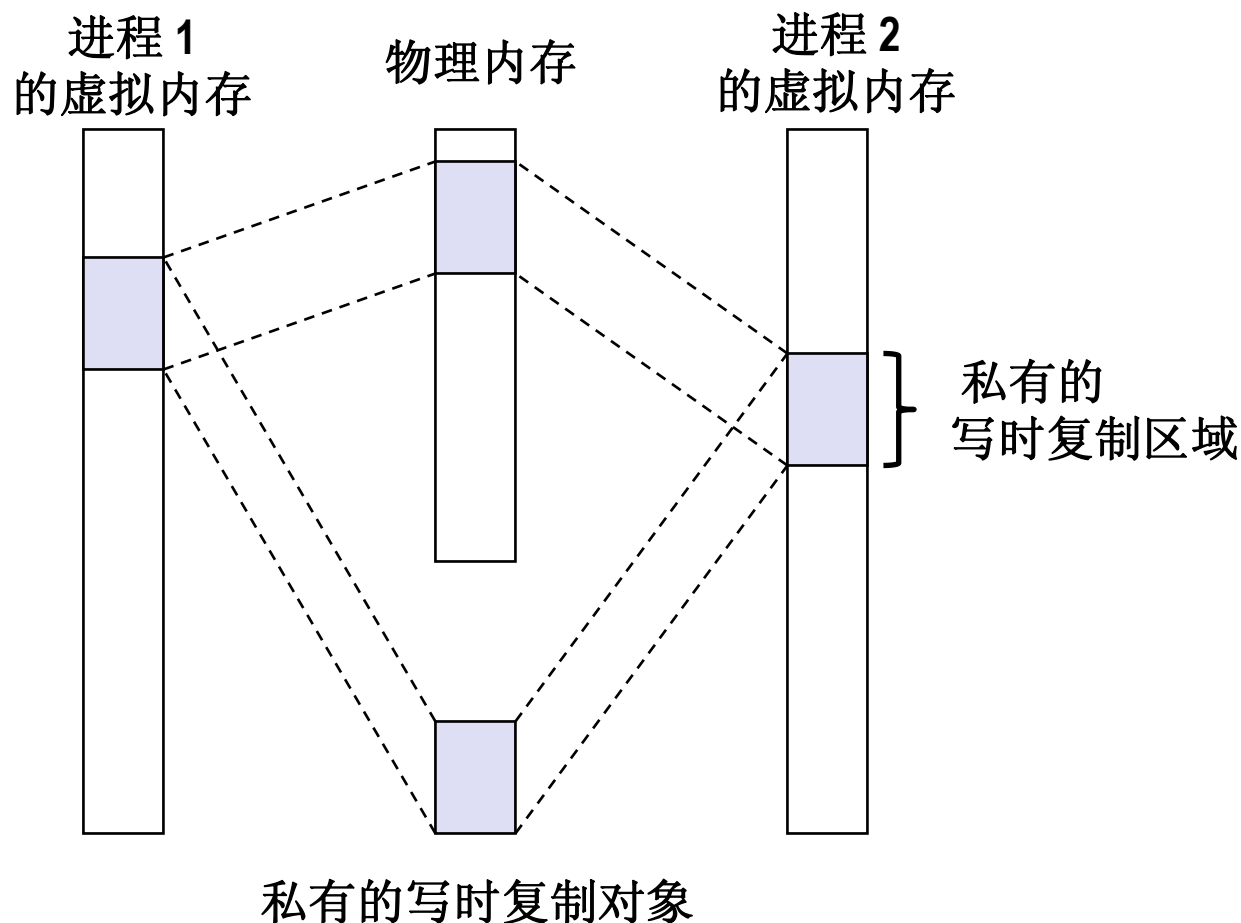 进程 1
的虚拟内存
物理内存
进程 2
的虚拟内存
私有的
写时复制区域
私有的写时复制对象